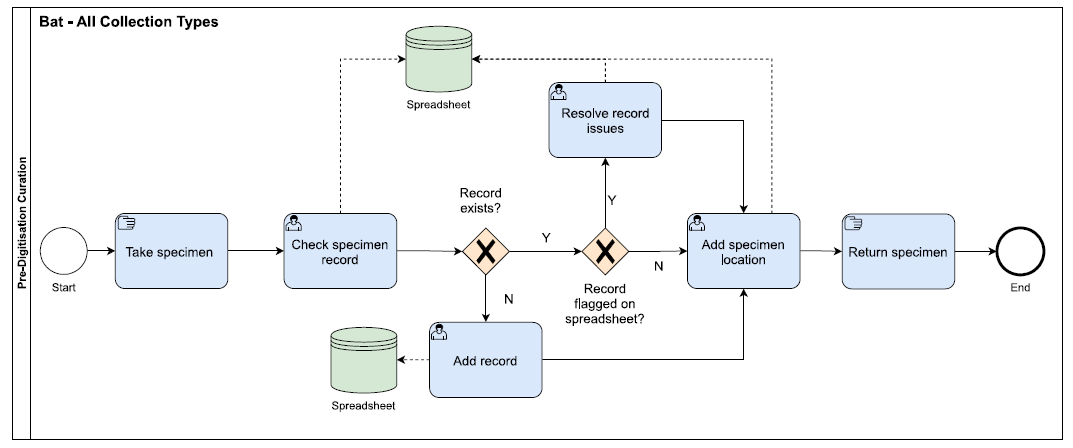 Bat - All Collection Types
Pre-Digitisation Curation
Spreadsheet
Resolve record
issues
Record
exists?
Y
Start
Take specimen
Check specimen
record
Y
N
Add specimen
location
Return specimen
End
Record
flagged on
spreadsheet?
N
Add record
Spreadsheet